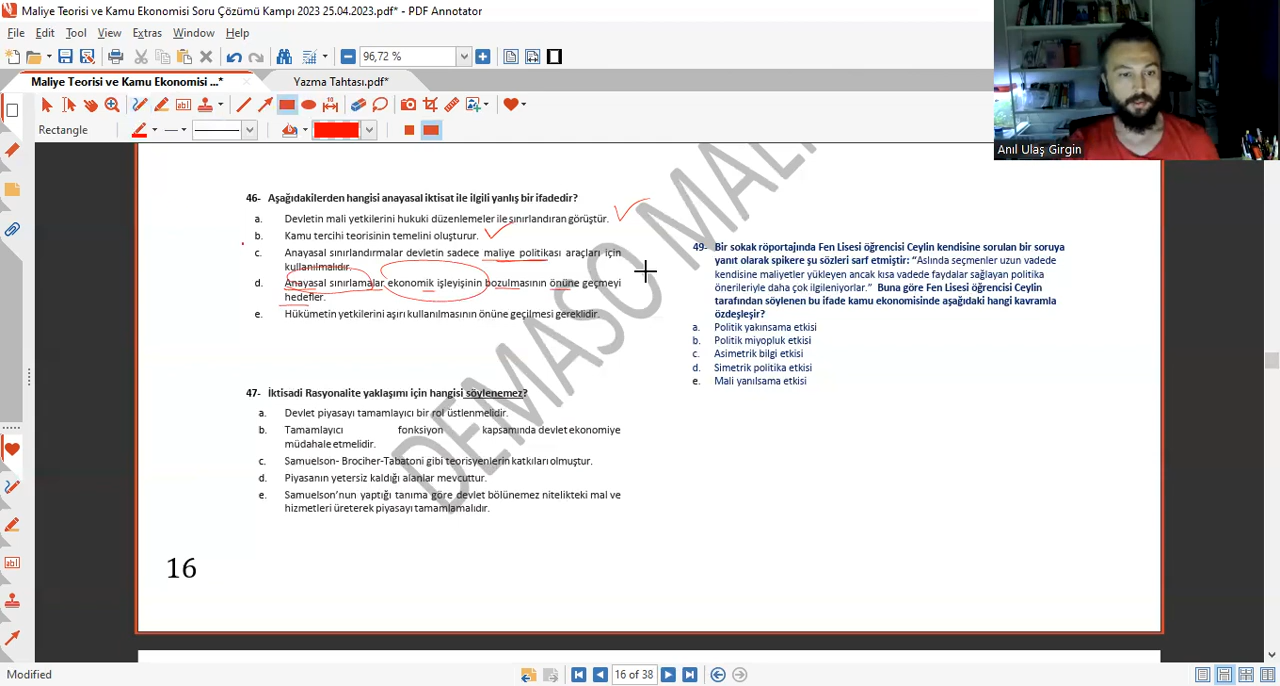 Maliye Teorisi ve Kamu Ekonomisi Soru Çözümü Kampı 2023 25.04.2023.pdf* - PDF Annotator
File Edit Tool View Extras Window Help
96,72 %
Maliye Teorisi ve Kamu Ekonomisi ...*
Yazma Tahtası.pdf*
Rectangle
Anıl Ulaş Girgin
46- Aşağıdakilerden hangisi anayasal iktisat ile ilgili yanlış bir ifadedir?
a. Devletin mali yetkilerini hukuki düzenlemeler ile sınırlandıran görüştür.
b. Kamu tercihi teorisinin temelini oluşturur.
c. Anayasal sınırlandırmalar devletin sadece maliye politikası araçları için
kullanılmalıdır.
d. Anayasal sınırlamalar ekonomik işleyişinin bozulmasının önüne geçmeyi
hedefler.
e. Hükümetin yetkilerini aşırı kullanılmasının önüne geçilmesi gereklidir.
47- İktisadi Rasyonalite yaklaşımı için hangisi söylenemez?
a. Devlet piyasayı tamamlayıcı bir rol üstlenmelidir.
b. Tamamlayıcı fonksiyon kapsamında devlet ekonomiye
müdahale etmelidir.
c. Samuelson- Brociher-Tabatoni gibi teorisyenlerin katkıları olmuştur.
d. Piyasanın yetersiz kaldığı alanlar mevcuttur.
e. Samuelson'nun yaptığı tanıma göre devlet bölünemez nitelikteki mal ve
hizmetleri üreterek piyasayı tamamlamalıdır.
16
49- Bir sokak röportajında Fen Lisesi öğrencisi Ceylin kendisine sorulan bir soruya
yanıt olarak spikere şu sözleri sarf etmiştir: "Aslında seçmenler uzun vadede
kendisine maliyetler yükleyen ancak kısa vadede faydalar sağlayan politika
önerileriyle daha çok ilgileniyorlar." Buna göre Fen Lisesi öğrencisi Ceylin
tarafından söylenen bu ifade kamu ekonomisinde aşağıdaki hangi kavramla
özdeşleşir?
a. Politik yakınsama etkisi
b. Politik miyopluk etkisi
c. Asimetrik bilgi etkisi
d. Simetrik politika etkisi
e. Mali yanılsama etkisi
DEMASO MALİ
Modified
16 of 38